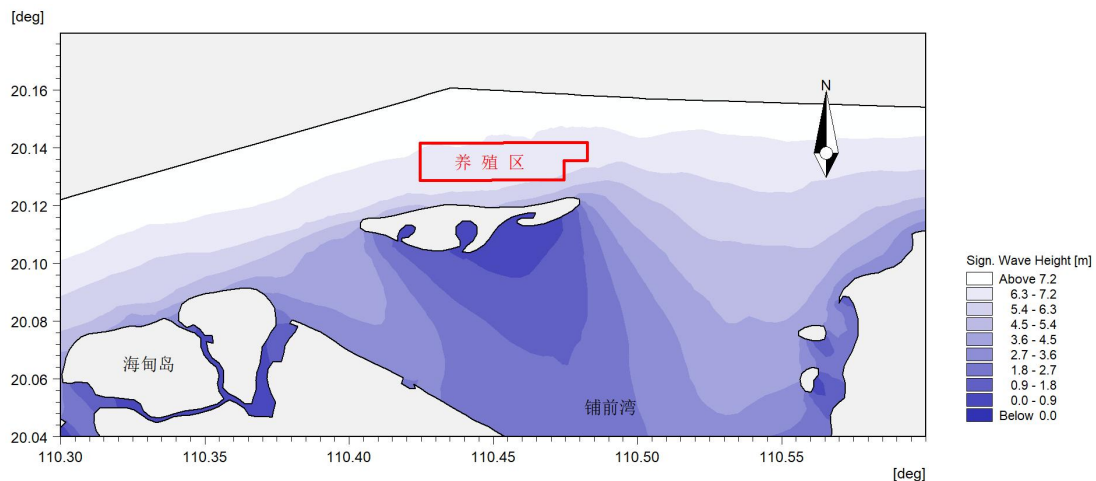 [deg]
20.16
20.14
20.12
20.10
20.08
20.06
20.04
110.30
110.35
110.40
110.45
110.50
110.55
[deg]
N
养殖区
海甸岛
铺前湾
Sign. Wave Height [m]
Above 7.2
6.3 - 7.2
5.4 - 6.3
4.5 - 5.4
3.6 - 4.5
2.7 - 3.6
1.8 - 2.7
0.9 - 1.8
0.0 - 0.9
Below 0.0